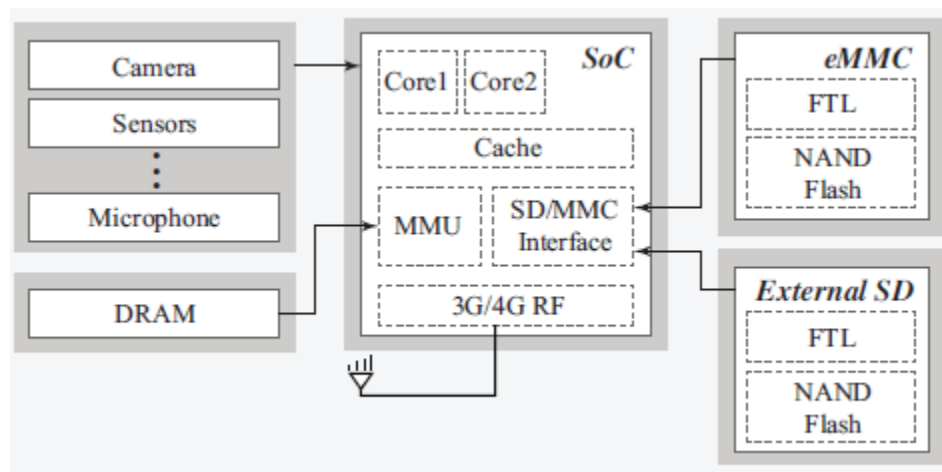 Camera
Sensors
Microphone
DRAM
SoC
Core1 Core2
Cache
MMU
SD/MMC
Interface
3G/4G RF
eMMC
FTL
NAND
Flash
External SD
FTL
NAND
Flash